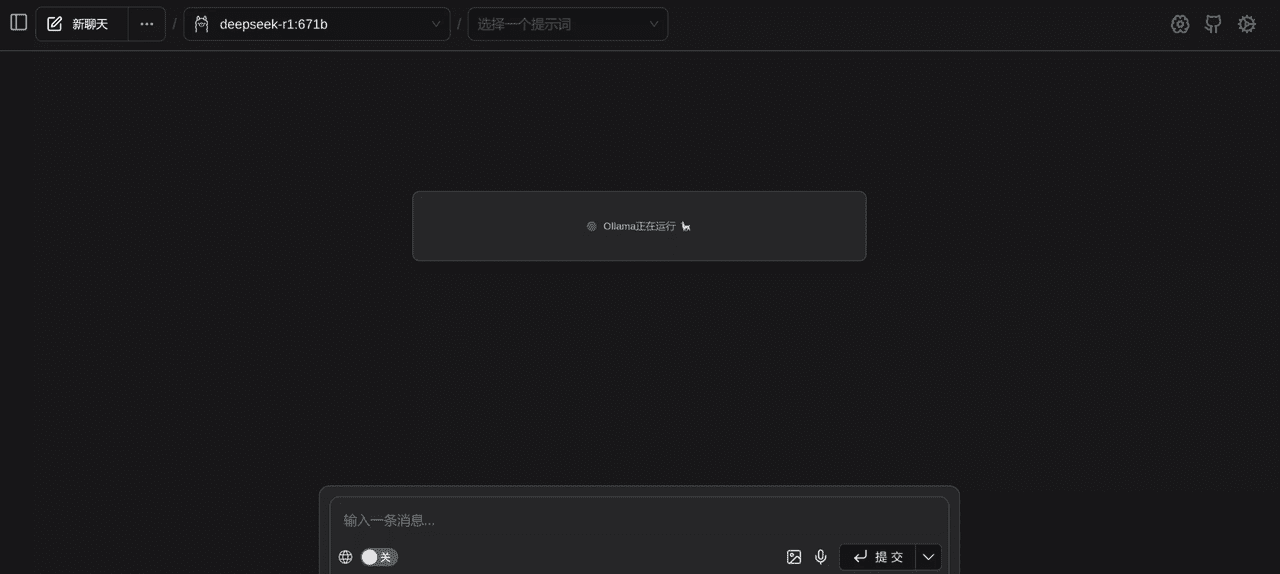 新聊天 ··· / deepseek-r1:671b / 选择一个提示词
Ollama正在运行 🦙
输入一条消息...
关 提 交